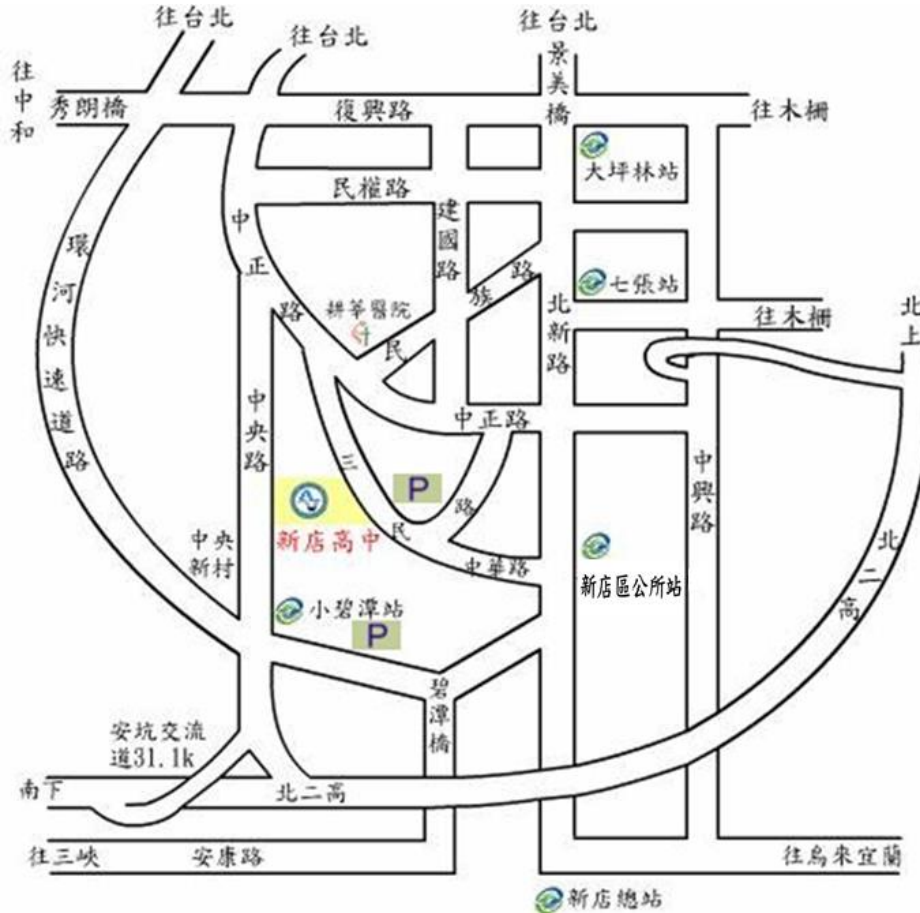 往台北
往台北
往台北
往中和
秀朗橋
復興路
景美橋
往木柵
大坪林站
民權路
中正路
建國路
民族路
環河快速道路
七張站
耕莘醫院
北新路
往木柵
北上
中央路
中正路
三民路
P
中興路
新店高中
中央新村
中華路
新店區公所站
北二高
小碧潭站
P
碧潭橋
安坑交流
道31.1k
南下
北二高
往三峽
安康路
往烏來宜蘭
新店總站